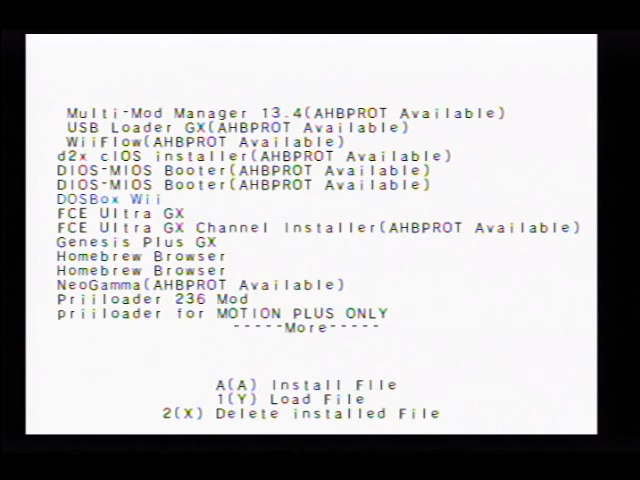 Multi-Mod Manager 13.4(AHBPROT Available)
USB Loader GX(AHBPROT Available)
WiiFlow(AHBPROT Available)
d2x cIOS installer(AHBPROT Available)
DIOS-MIOS Booter(AHBPROT Available)
DIOS-MIOS Booter(AHBPROT Available)
DOSBox Wii
FCE Ultra GX
FCE Ultra GX Channel Installer(AHBPROT Available)
Genesis Plus GX
Homebrew Browser
Homebrew Browser
NeoGamma(AHBPROT Available)
Priiloader 236 Mod
priiloader for MOTION PLUS ONLY
-----More-----
A(A) Install File
1(Y) Load File
2(X) Delete installed File